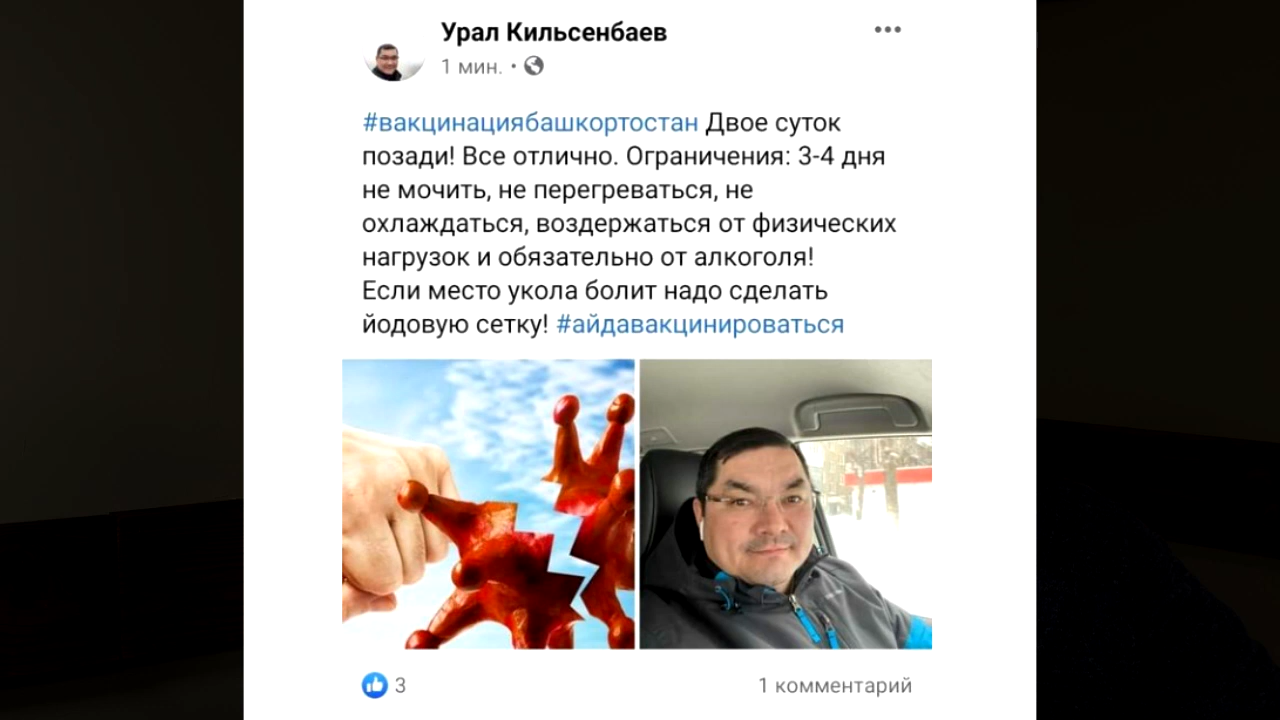 Урал Кильсенбаев
1 мин.
#вакцинациябашкортостан Двое суток
позади! Все отлично. Ограничения: 3-4 дня
не мочить, не перегреваться, не
охлаждаться, воздержаться от физических
нагрузок и обязательно от алкоголя!
Если место укола болит надо сделать
йодовую сетку! #айдавакцинироваться
3
1 комментарий